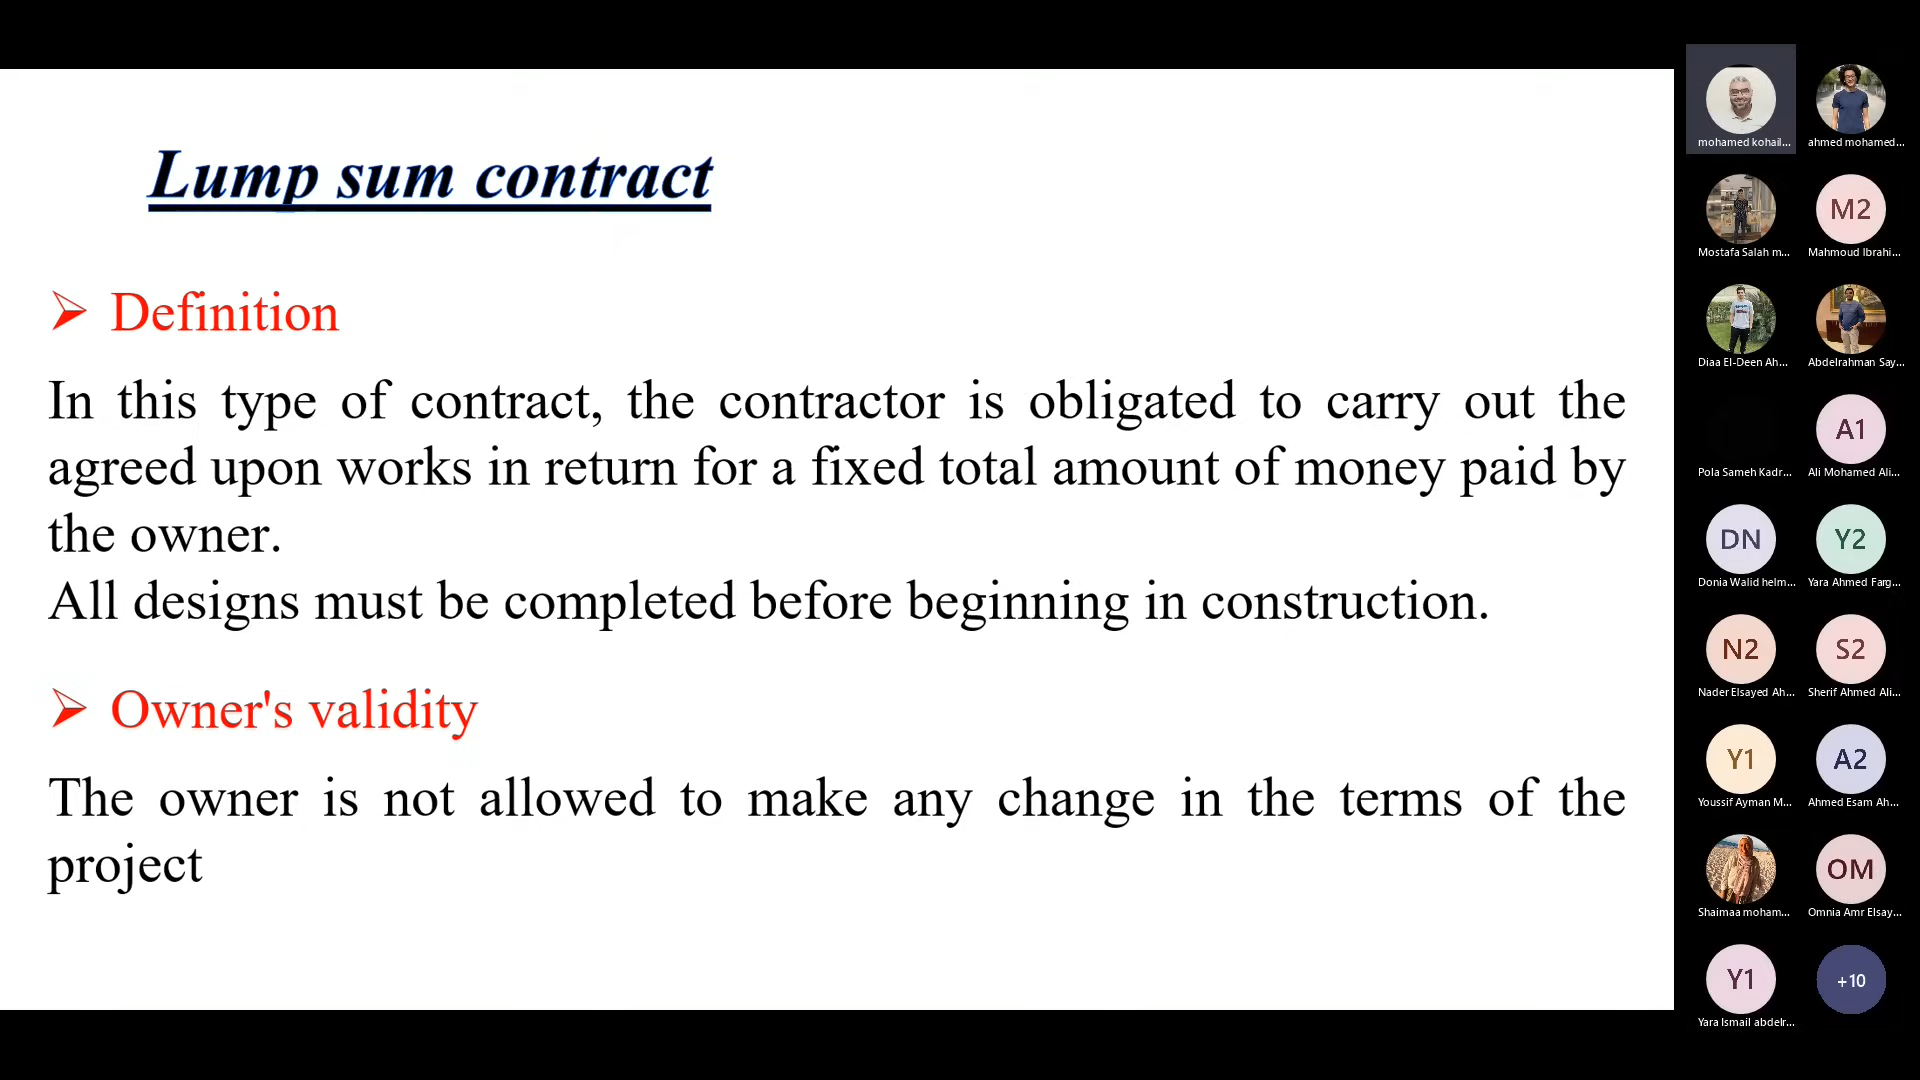 Lump sum contract
Definition
In this type of contract, the contractor is obligated to carry out the
agreed upon works in return for a fixed total amount of money paid by
the owner.
All designs must be completed before beginning in construction.
Owner's validity
The owner is not allowed to make any change in the terms of the
project
mohamed kohail...
ahmed mohamed...
Mostafa Salah m...
M2
Mahmoud Ibrahi...
Diaa El-Deen Ah...
Abdelrahman Say...
Pola Sameh Kadr...
A1
Ali Mohamed Ali...
DN
Donia Walid helm...
Y2
Yara Ahmed Farg...
N2
Nader Elsayed Ah...
S2
Sherif Ahmed Ali...
Y1
Youssif Ayman M...
A2
Ahmed Esam Ah...
Shaimaa moham...
OM
Omnia Amr Elsay...
Y1
Yara Ismail abdelr...
+10